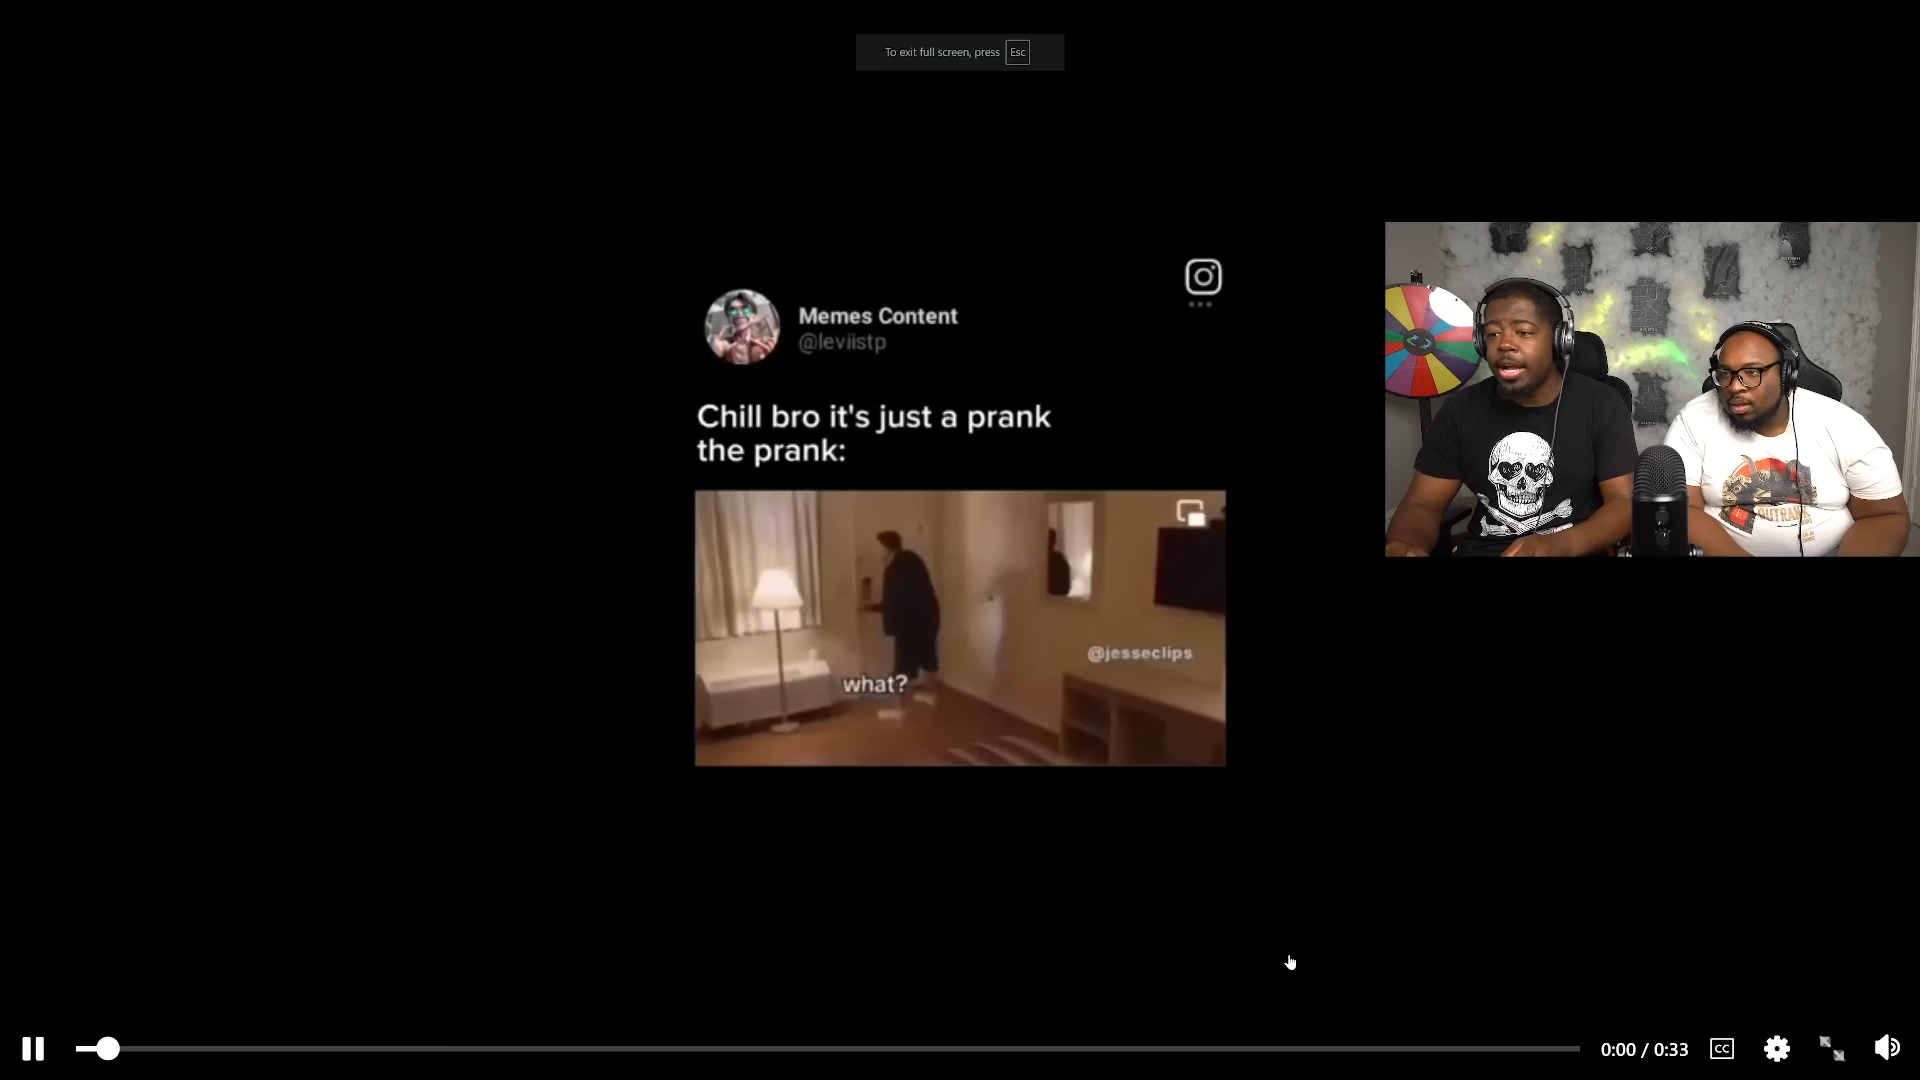 To exit full screen, press Esc
Memes Content
@leviistp
Chill bro it's just a prank
the prank:
@jesseclips
what?
OUTRANK
0:00 / 0:33
CC